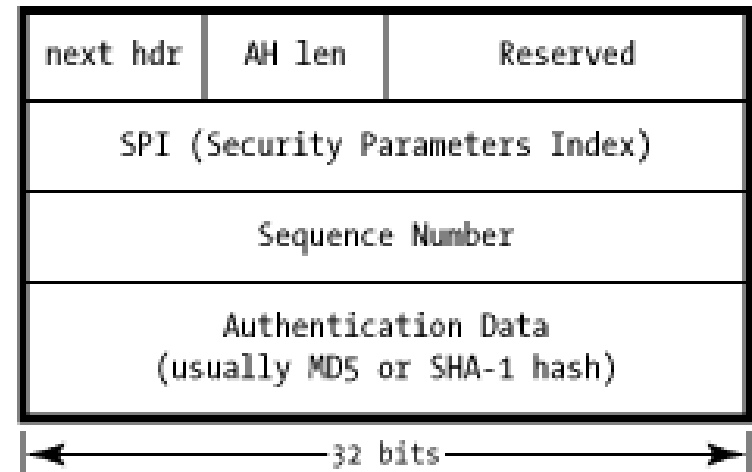 next hdr AH len Reserved
SPI (Security Parameters Index)
Sequence Number
Authentication Data
(usually MD5 or SHA-1 hash)
32 bits